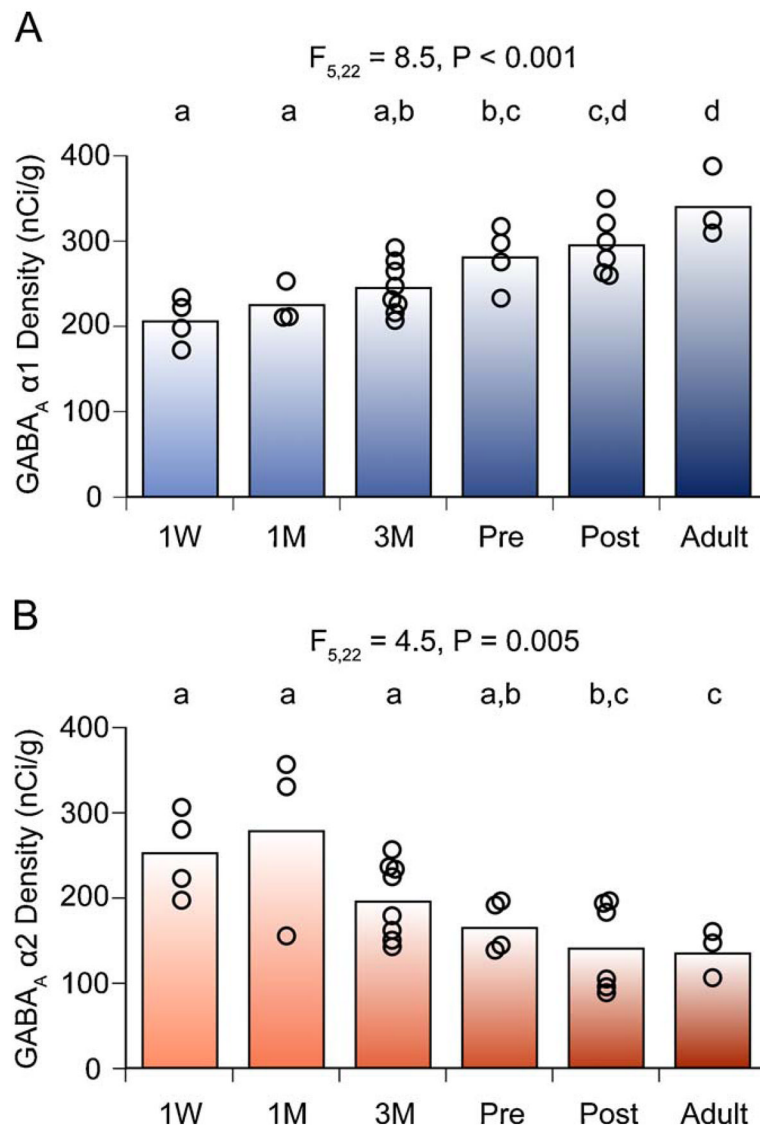 A
F5,22 = 8.5, P < 0.001
a a a,b b,c c,d d
GABAA α1 Density (nCi/g)
400
300
200
100
0
1W 1M 3M Pre Post Adult
B
F5,22 = 4.5, P = 0.005
a a a a,b b,c c
GABAA α2 Density (nCi/g)
400
300
200
100
0
1W 1M 3M Pre Post Adult